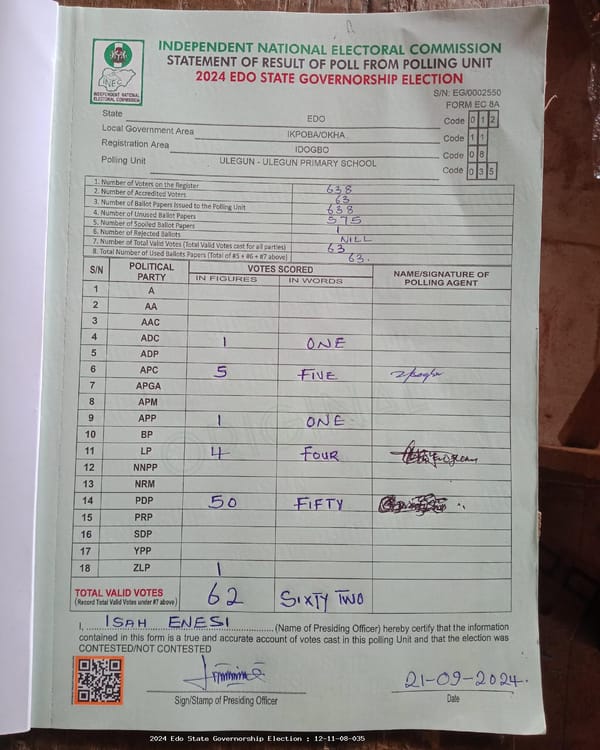 INDEPENDENT NATIONAL ELECTORAL COMMISSION
STATEMENT OF RESULT OF POLL FROM POLLING UNIT
2024 EDO STATE GOVERNORSHIP ELECTION
INEC
INDEPENDENT NATIONAL ELECTORAL COMMISSION
S/N: EG/0002550
FORM EC 8A
State EDO Code 0 1 2
Local Government Area IKPOBA/OKHA Code 1 1
Registration Area IDOGBO Code 0 8
Polling Unit ULEGUN - ULEGUN PRIMARY SCHOOL Code 0 3 5
1. Number of Voters on the Register 638
2. Number of Accredited Voters 63
3. Number of Ballot Papers Issued to the Polling Unit 638
4. Number of Unused Ballot Papers 575
5. Number of Spoiled Ballot Papers 1
6. Number of Rejected Ballots NILL
7. Number of Total Valid Votes (Total Valid Votes cast for all parties) 63
8. Total Number of Used Ballots Papers (Total of #5 + #6 + #7 above) 63.
S/N POLITICAL PARTY VOTES SCORED NAME/SIGNATURE OF POLLING AGENT
IN FIGURES IN WORDS
1 A
2 AA
3 AAC
4 ADC 1 ONE
5 ADP
6 APC 5 FIVE
7 APGA
8 APM
9 APP 1 ONE
10 BP
11 LP 4 FOUR
12 NNPP
13 NRM
14 PDP 50 FIFTY
15 PRP
16 SDP
17 YPP
18 ZLP 1
TOTAL VALID VOTES 62 SIXTY TWO
(Record Total Valid Votes under #7 above)
I, ISAH ENESI (Name of Presiding Officer) hereby certify that the information
contained in this form is a true and accurate account of votes cast in this polling Unit and that the election was
CONTESTED/NOT CONTESTED
21-09-2024.
Sign/Stamp of Presiding Officer Date
2024 Edo State Governorship Election : 12-11-08-035